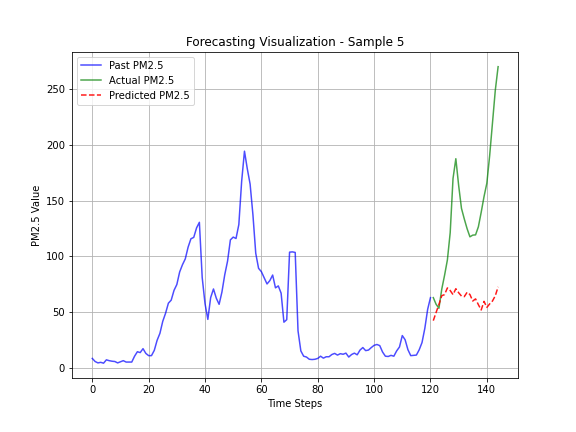 Forecasting Visualization - Sample 5
Past PM2.5
Actual PM2.5
Predicted PM2.5
PM2.5 Value
250
200
150
100
50
0
0 20 40 60 80 100 120 140
Time Steps